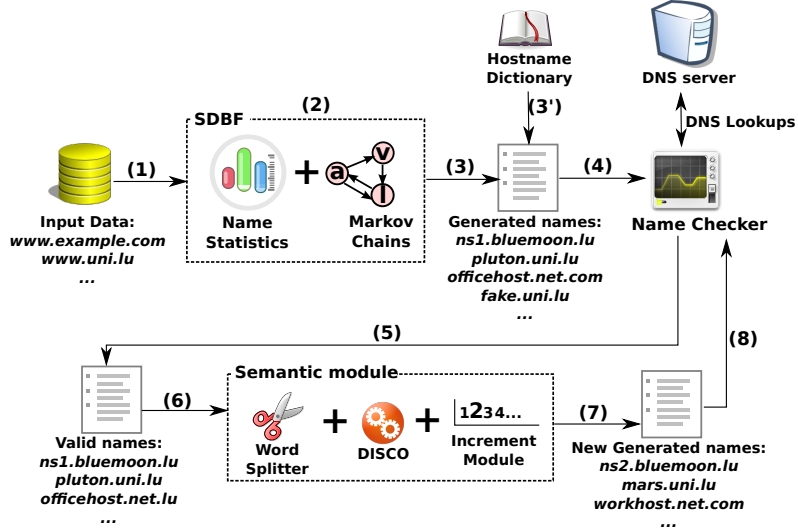 Hostname
Dictionary
DNS server
(3')
DNS Lookups
(1)
SDBF
(2)
+
a
v
l
Name
Statistics
Markov
Chains
(3)
(4)
Input Data:
www.example.com
www.uni.lu
...
Generated names:
ns1.bluemoon.lu
pluton.uni.lu
officehost.net.com
fake.uni.lu
...
Name Checker
(5)
(8)
(6)
Semantic module
Word
Splitter
+
DISCO
+
1234...
Increment
Module
(7)
Valid names:
ns1.bluemoon.lu
pluton.uni.lu
officehost.net.lu
...
New Generated names:
ns2.bluemoon.lu
mars.uni.lu
workhost.net.com
...